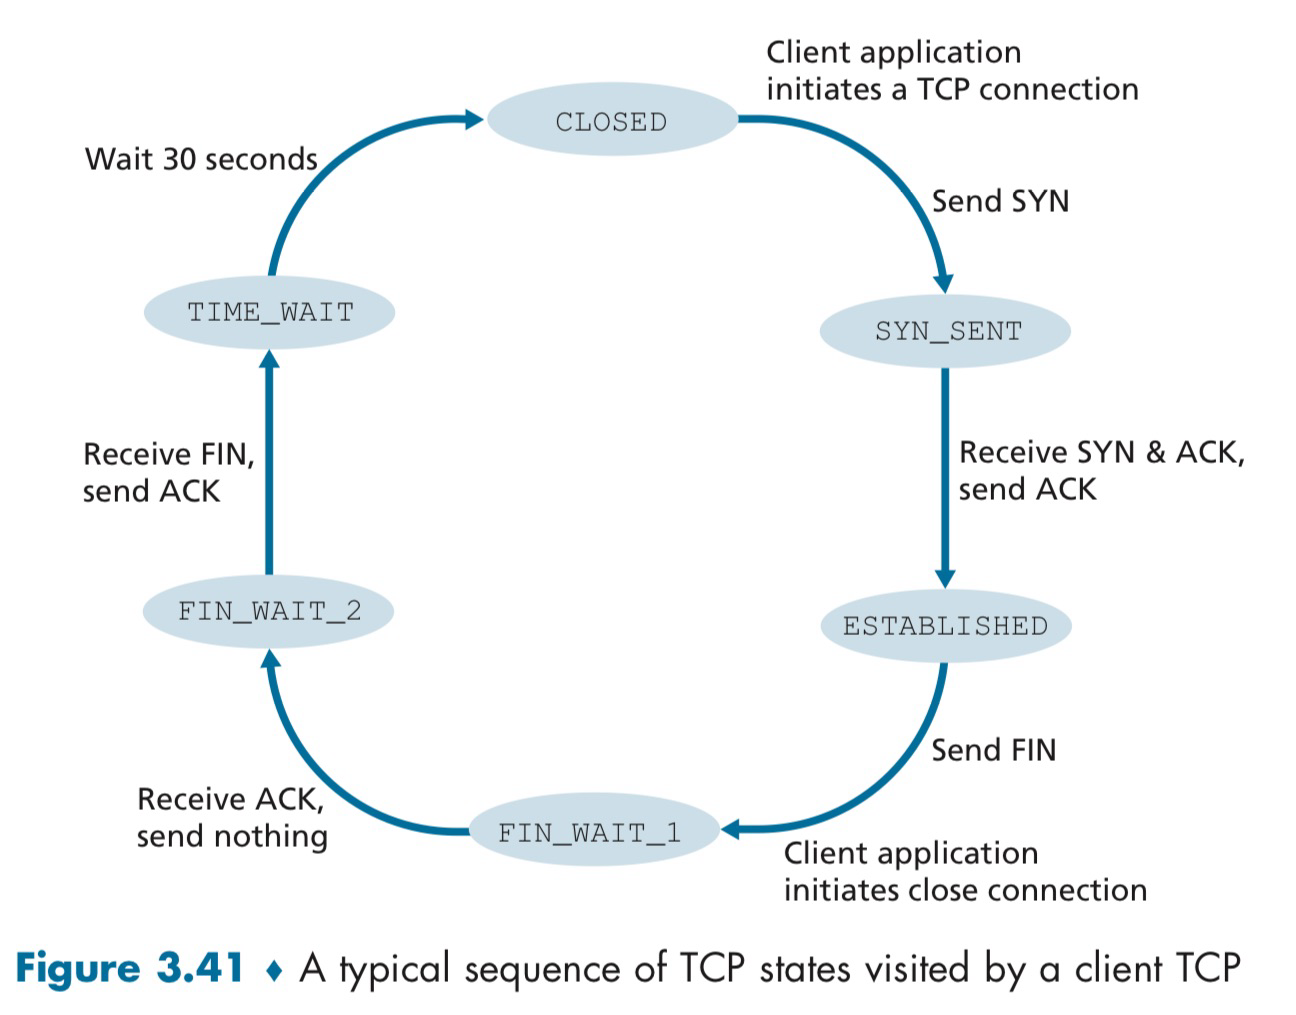 Client application
initiates a TCP connection
CLOSED
Wait 30 seconds
Send SYN
TIME_WAIT
SYN_SENT
Receive FIN,
send ACK
Receive SYN & ACK,
send ACK
FIN_WAIT_2
ESTABLISHED
Send FIN
Receive ACK,
send nothing
FIN_WAIT_1
Client application
initiates close connection
Figure 3.41 ♦ A typical sequence of TCP states visited by a client TCP